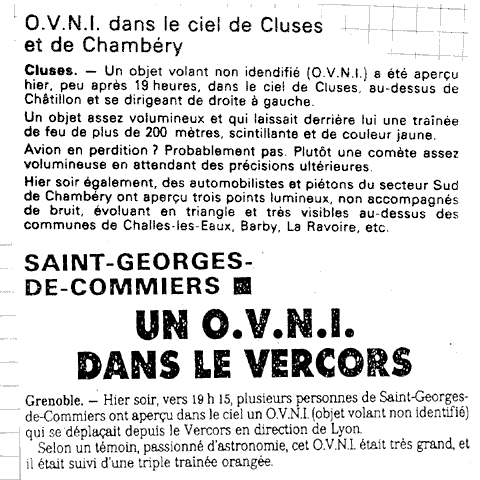 O.V.N.I. dans le ciel de Cluses
et de Chambéry
Cluses. — Un objet volant non idendifié (O.V.N.I.) a été aperçu
hier, peu après 19 heures, dans le ciel de Cluses, au-dessus de
Châtillon et se dirigeant de droite à gauche.
Un objet assez volumineux et qui laissait derrière lui une traînée
de feu de plus de 200 mètres, scintillante et de couleur jaune.
Avion en perdition ? Probablement pas. Plutôt une comète assez
volumineuse en attendant des précisions ultérieures.
Hier soir également, des automobilistes et piétons du secteur Sud
de Chambéry ont aperçu trois points lumineux, non accompagnés
de bruit, évoluant en triangle et très visibles au-dessus des
communes de Challes-les-Eaux, Barby, La Ravoire, etc.
SAINT-GEORGES-
DE-COMMIERS
UN O.V.N.I.
DANS LE VERCORS
Grenoble. — Hier soir, vers 19 h 15, plusieurs personnes de Saint-Georges-
de-Commiers ont aperçu dans le ciel un O.V.N.I. (objet volant non identifié)
qui se déplaçait depuis le Vercors en direction de Lyon.
Selon un témoin, passionné d'astronomie, cet O.V.N.I. était très grand, et
il était suivi d'une triple trainée orangée.